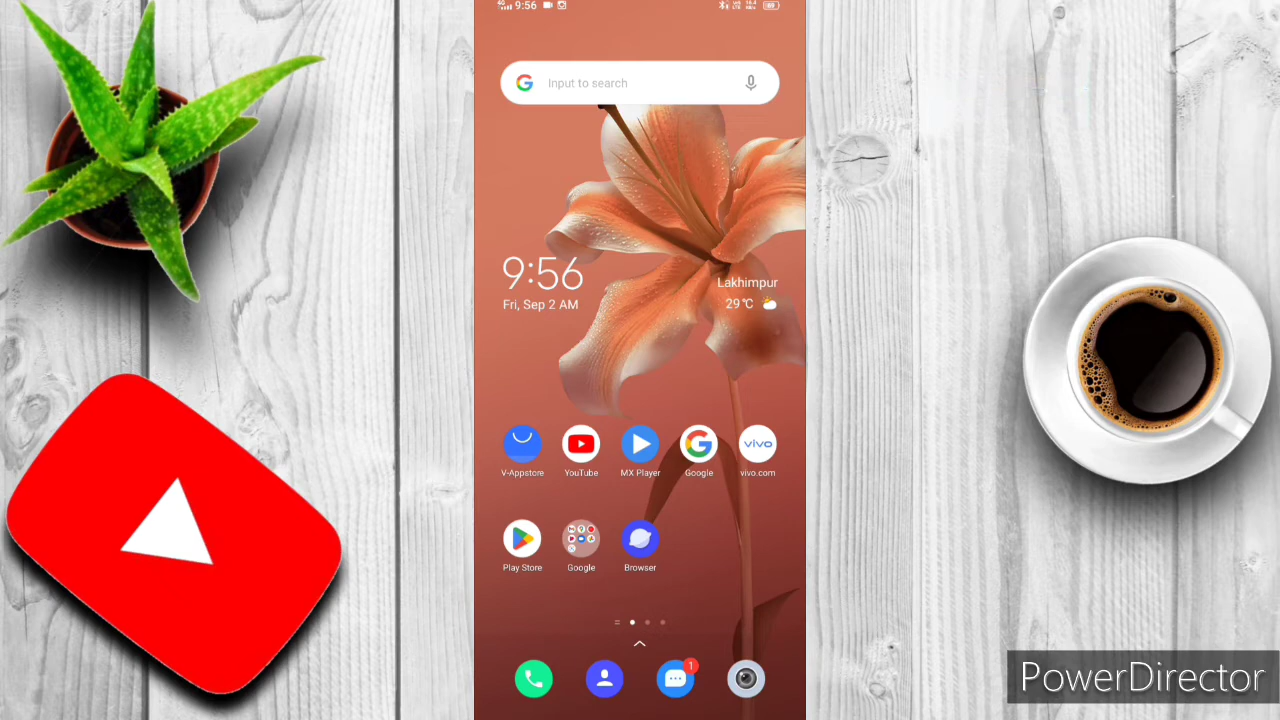 9:56
Input to search
9:56
Fri, Sep 2 AM
Lakhimpur
29℃
V-Appstore
YouTube
MX Player
Google
vivo
vivo.com
Play Store
Google
Browser
1
PowerDirector